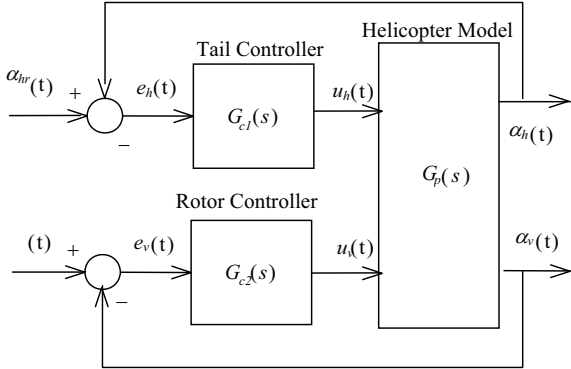 Helicopter Model
Tail Controller
α_hr(t)
+
e_h(t)
G_c1(s)
u_h(t)
α_h(t)
−
G_p(s)
Rotor Controller
(t)
+
e_v(t)
G_c2(s)
u_v(t)
α_v(t)
−